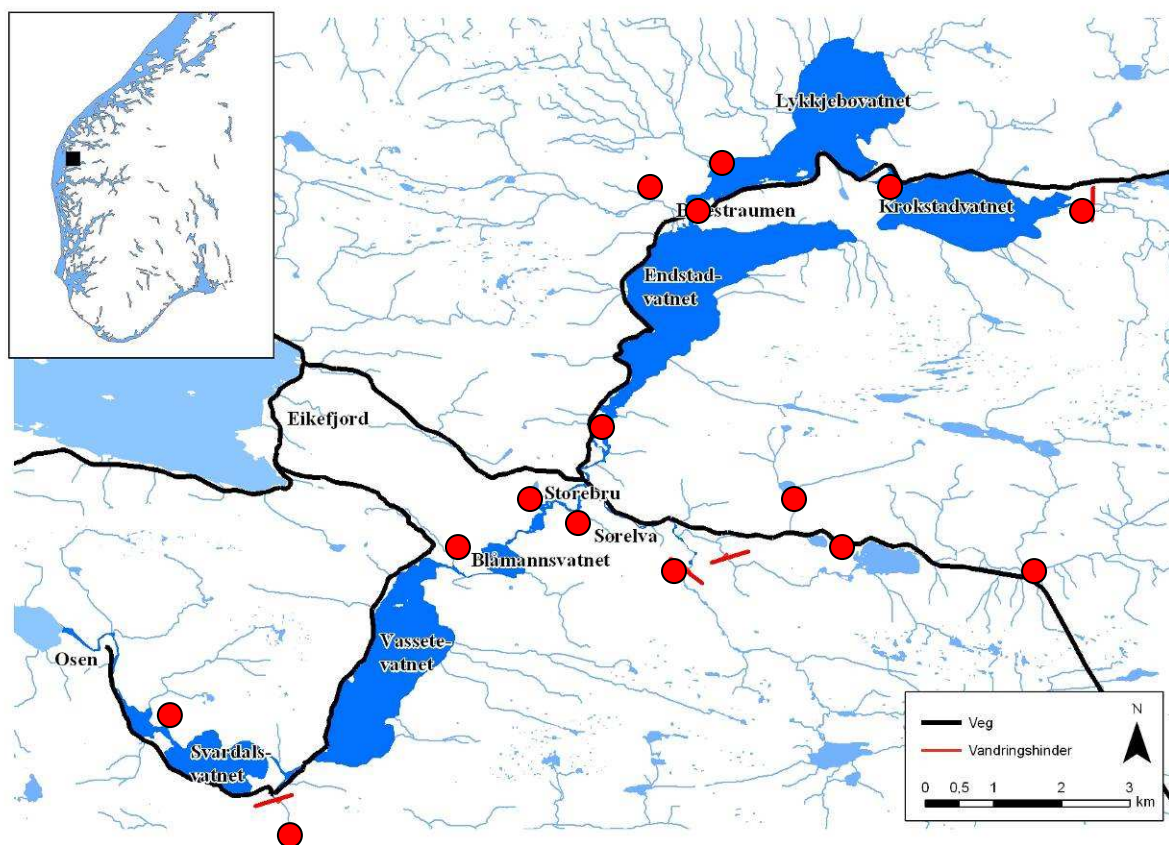 Lykkjebøvatnet
Krokstadvatnet
Endstad-
vatnet
Eikefjord
Storebru
Sørelva
Blåmannsvatnet
Vassete-
vatnet
Osen
Svardals-
vatnet
Veg
Vandringshinder
N
0 0,5 1 2 3
km